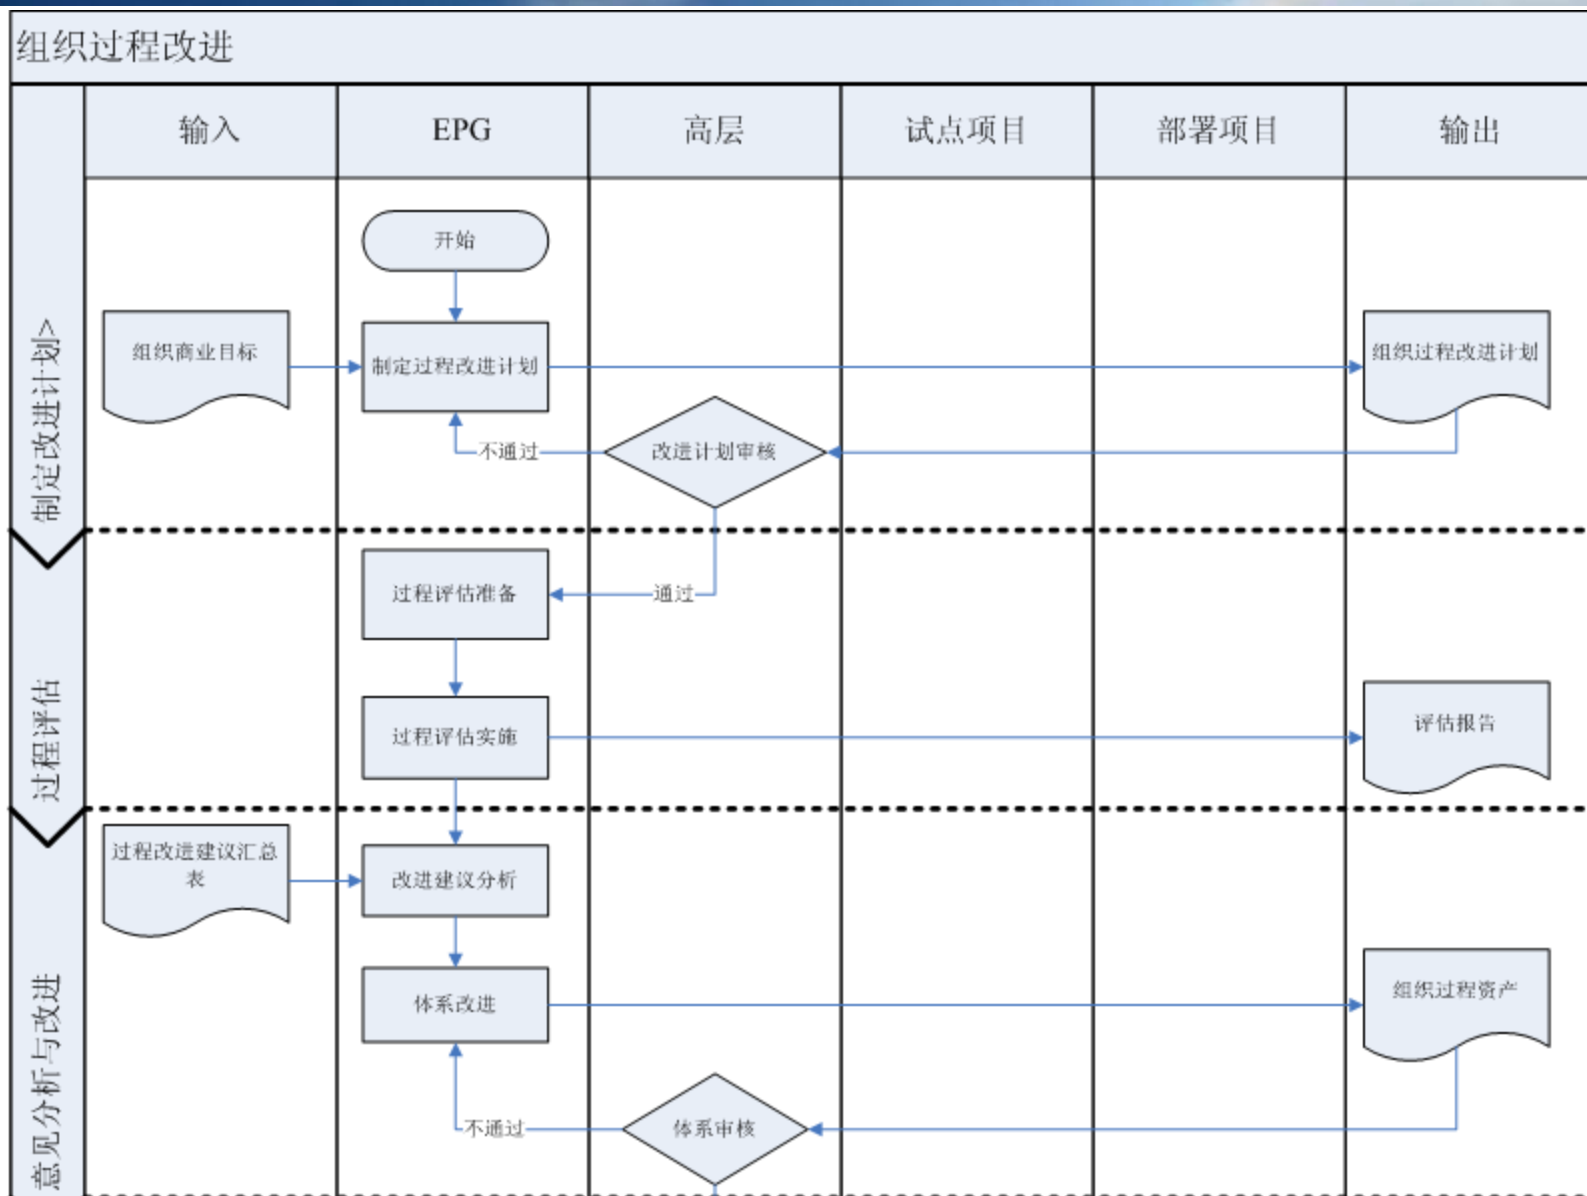 组织过程改进
输入
EPG
高层
试点项目
部署项目
输出
制定改进计划>
开始
组织商业目标
制定过程改进计划
组织过程改进计划
不通过
改进计划审核
过程评估
过程评估准备
通过
过程评估实施
评估报告
意见分析与改进
过程改进建议汇总
表
改进建议分析
体系改进
组织过程资产
不通过
体系审核